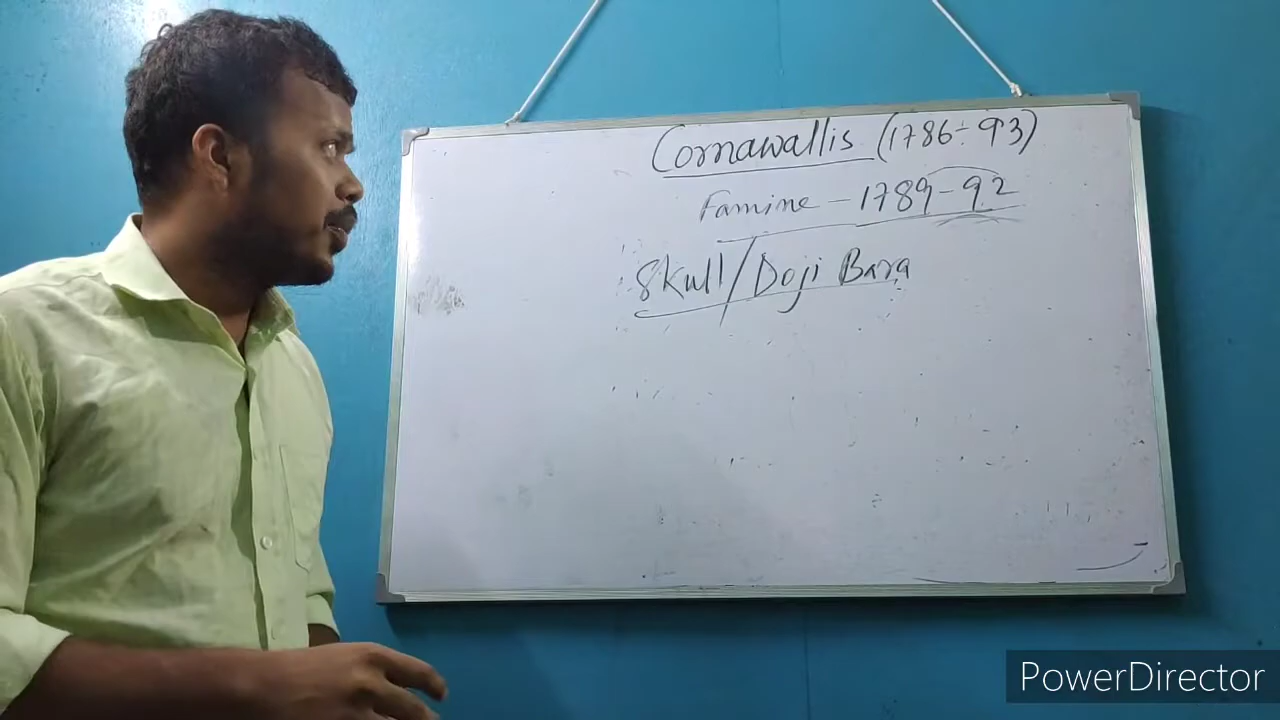 Cornawallis (1786-93)
Famine - 1789-92
Skull/Doji Bara
PowerDirector